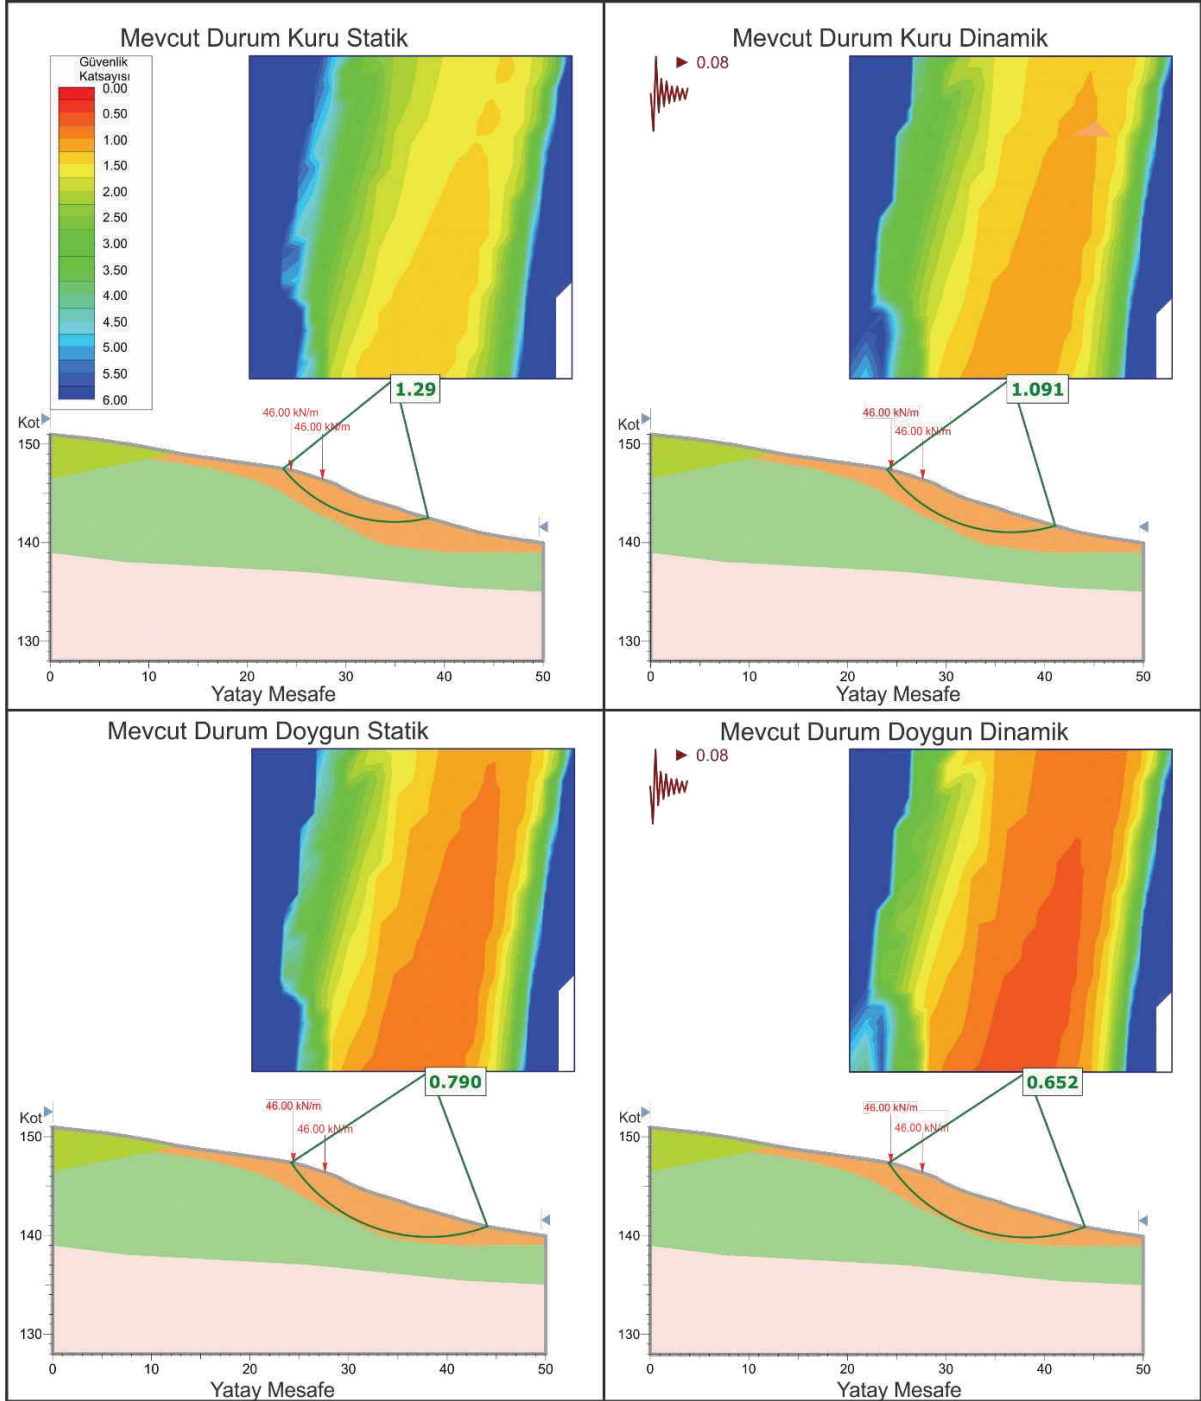 Mevcut Durum Kuru Statik
Güvenlik
Katsayısı
0.00
0.50
1.00
1.50
2.00
2.50
3.00
3.50
4.00
4.50
5.00
5.50
6.00
1.29
46.00 kN/m
46.00 kN/m
Kot
150
140
130
0 10 20 30 40 50
Yatay Mesafe
Mevcut Durum Kuru Dinamik
0.08
1.091
46.00 kN/m
46.00 kN/m
Kot
150
140
130
0 10 20 30 40 50
Yatay Mesafe
Mevcut Durum Doygun Statik
0.790
46.00 kN/m
46.00 kN/m
Kot
150
140
130
0 10 20 30 40 50
Yatay Mesafe
Mevcut Durum Doygun Dinamik
0.08
0.652
46.00 kN/m
46.00 kN/m
Kot
150
140
130
0 10 20 30 40 50
Yatay Mesafe